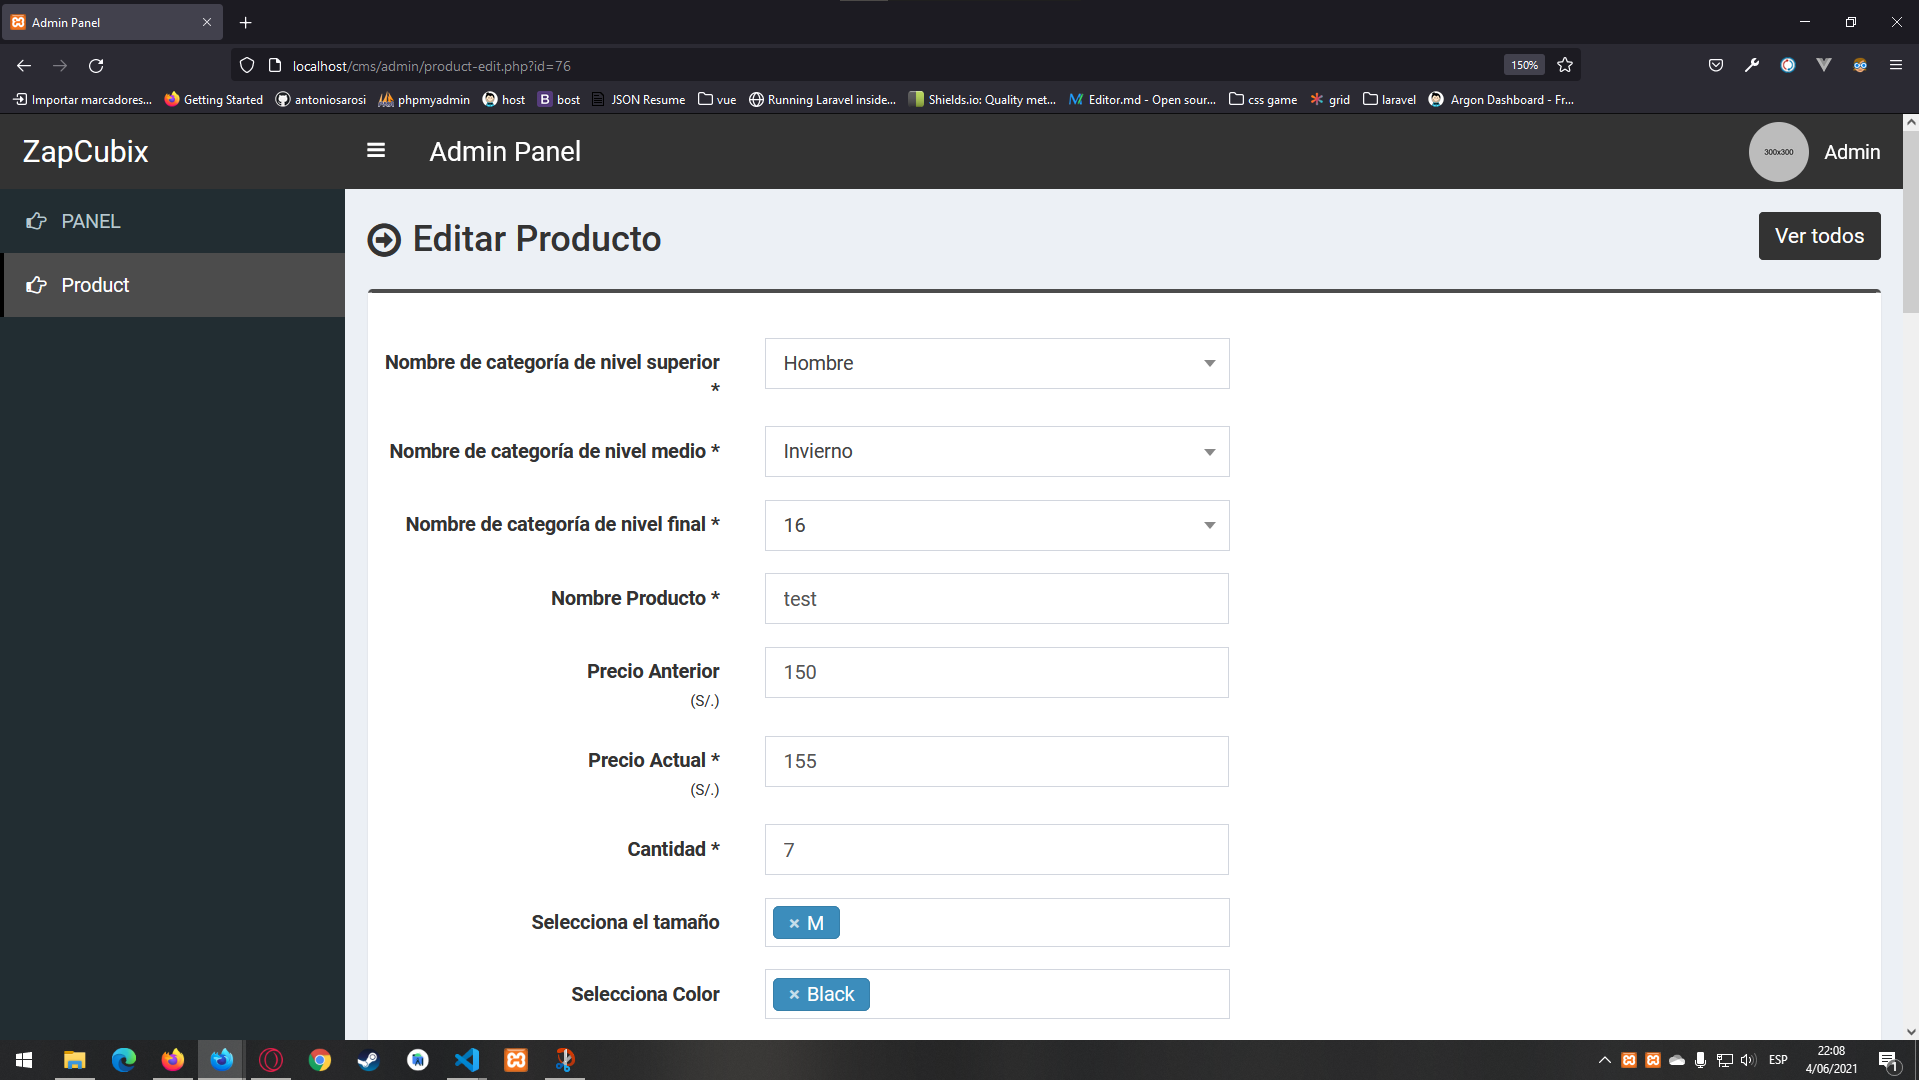 Admin Panel
localhost/cms/admin/product-edit.php?id=76
150%
Importar marcadores...
Getting Started
antoniosarosi
phpmyadmin
host
bost
JSON Resume
vue
Running Laravel inside...
Shields.io: Quality met...
Editor.md - Open sour...
css game
grid
laravel
Argon Dashboard - Fr...
ZapCubix
Admin Panel
300x300
Admin
PANEL
Product
Editar Producto
Ver todos
Nombre de categoría de nivel superior
*
Hombre
Nombre de categoría de nivel medio *
Invierno
Nombre de categoría de nivel final *
16
Nombre Producto *
test
Precio Anterior
(S/.)
150
Precio Actual *
(S/.)
155
Cantidad *
7
Selecciona el tamaño
× M
Selecciona Color
× Black
ESP
22:08
4/06/2021
1